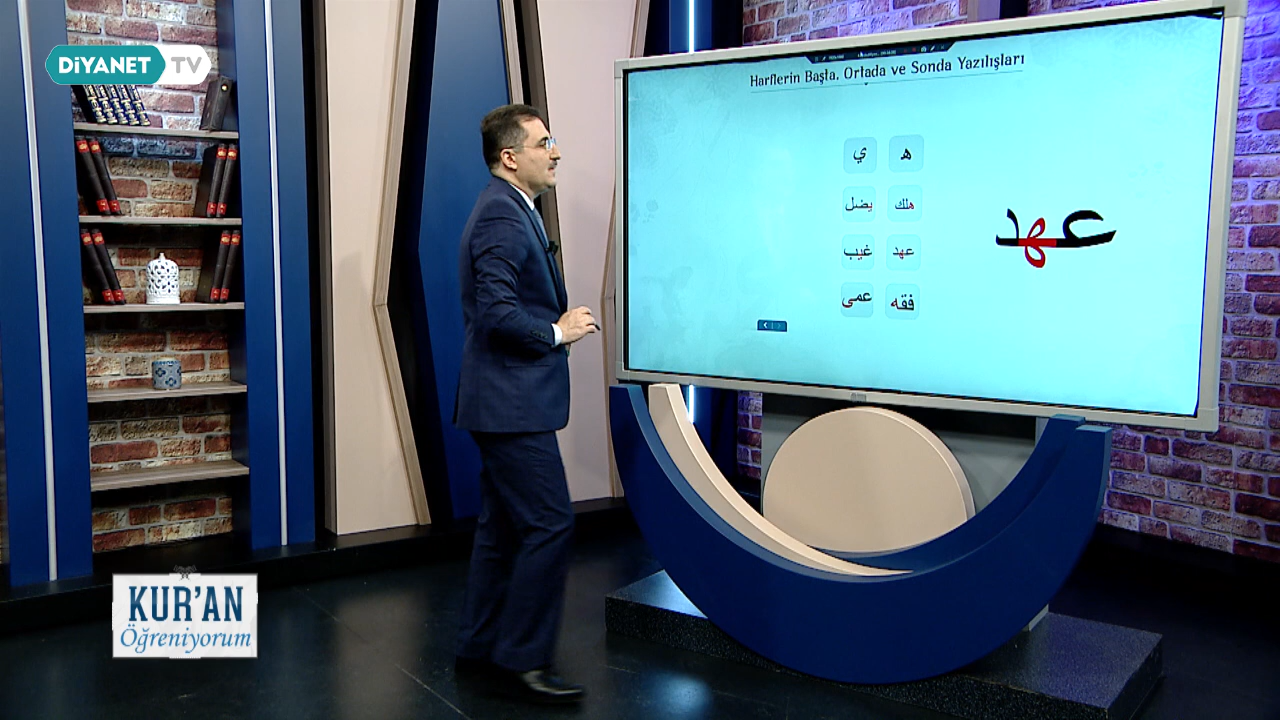 DİYANET TV
Harflerin Başta, Ortada ve Sonda Yazılışları
ه ي
هلك يضل
عهد غيب
فقه عمى
عهد
KUR'AN
Öğreniyorum